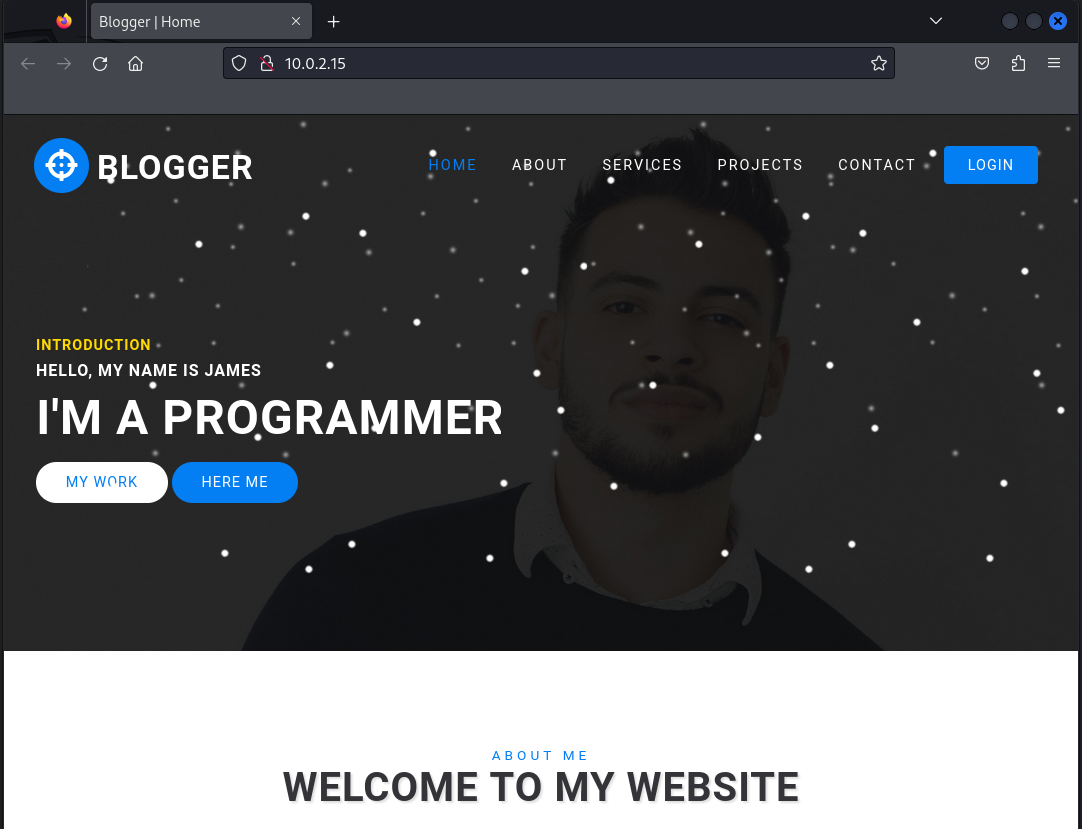 Blogger | Home
10.0.2.15
BLOGGER
HOME ABOUT SERVICES PROJECTS CONTACT LOGIN
INTRODUCTION
HELLO, MY NAME IS JAMES
I'M A PROGRAMMER
MY WORK HERE ME
ABOUT ME
WELCOME TO MY WEBSITE